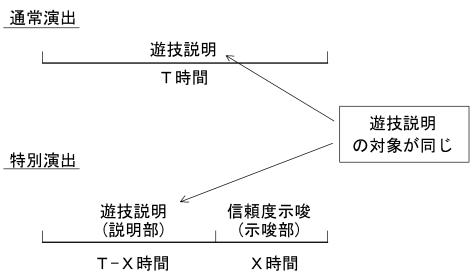 通常演出
遊技説明
T時間
遊技説明
の対象が同じ
特別演出
遊技説明
(説明部)
信頼度示唆
(示唆部)
T-X時間
X時間